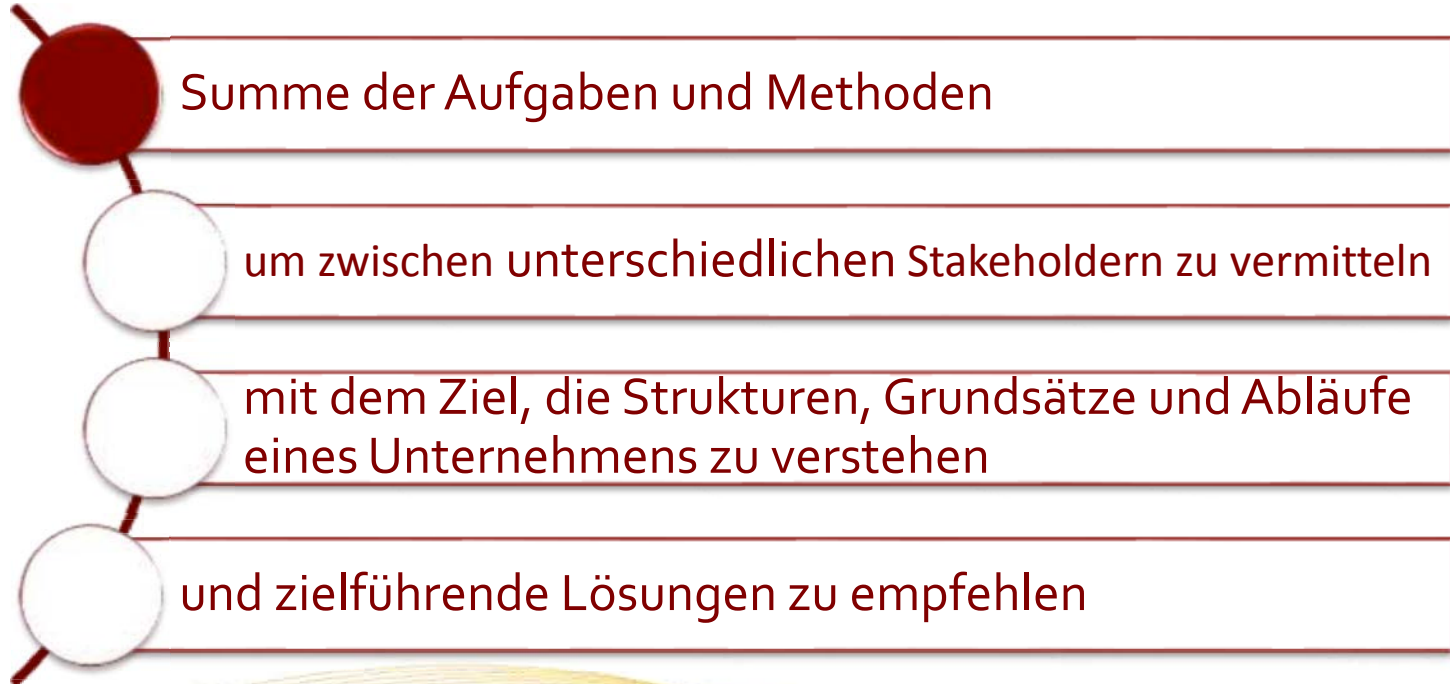 Summe der Aufgaben und Methoden
um zwischen unterschiedlichen Stakeholdern zu vermitteln
mit dem Ziel, die Strukturen, Grundsätze und Abläufe
eines Unternehmens zu verstehen
und zielführende Lösungen zu empfehlen